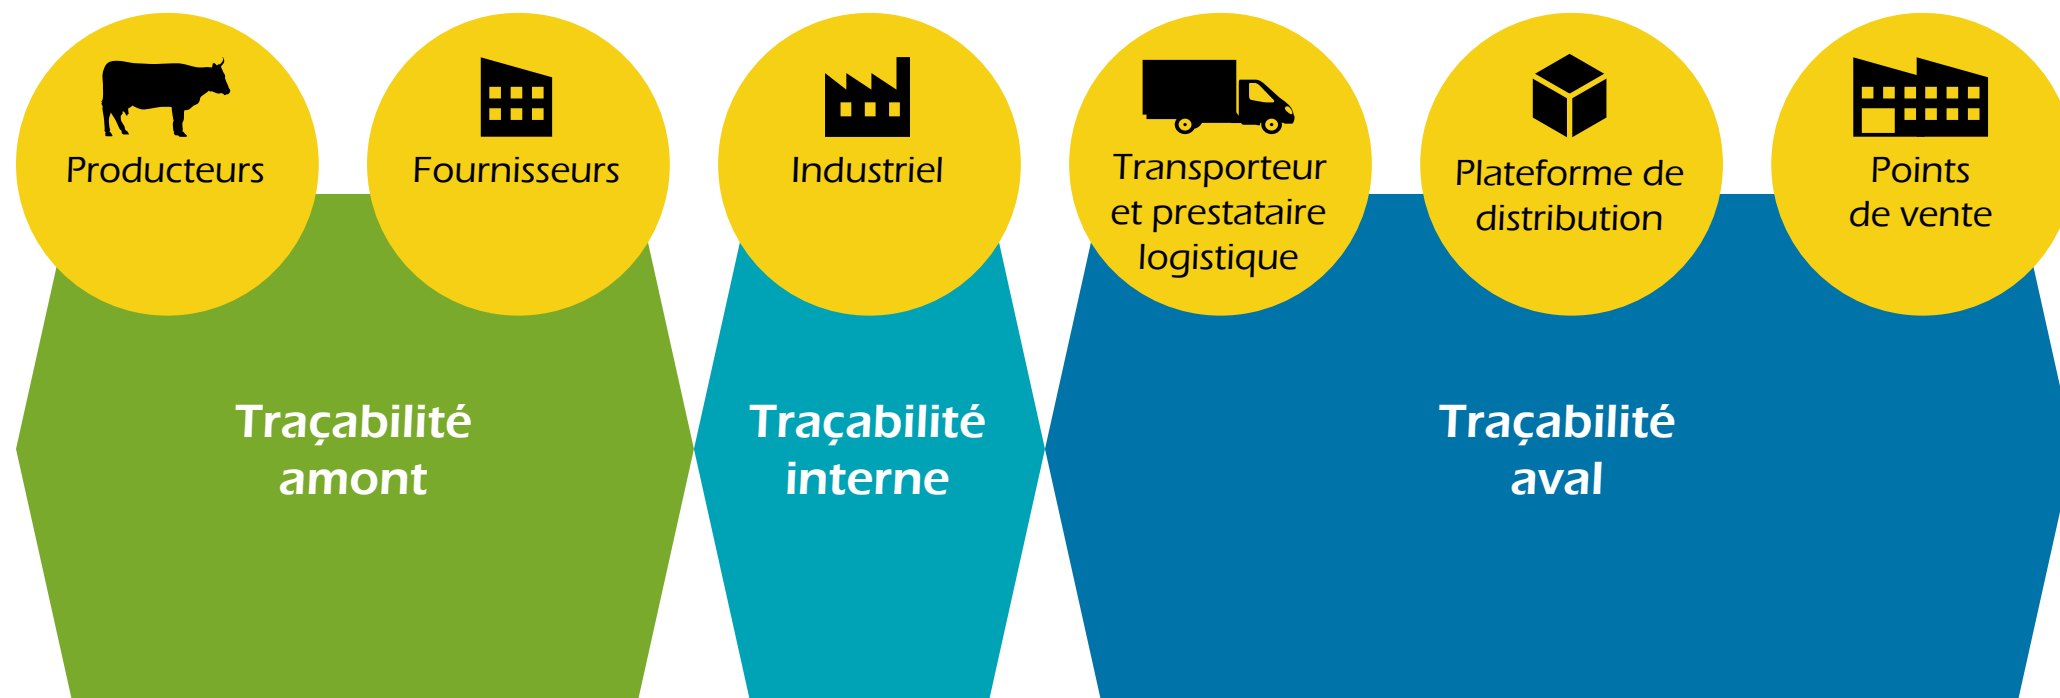 Producteurs
Fournisseurs
Industriel
Transporteur
et prestataire
logistique
Plateforme de
distribution
Points
de vente
Traçabilité
amont
Traçabilité
interne
Traçabilité
aval